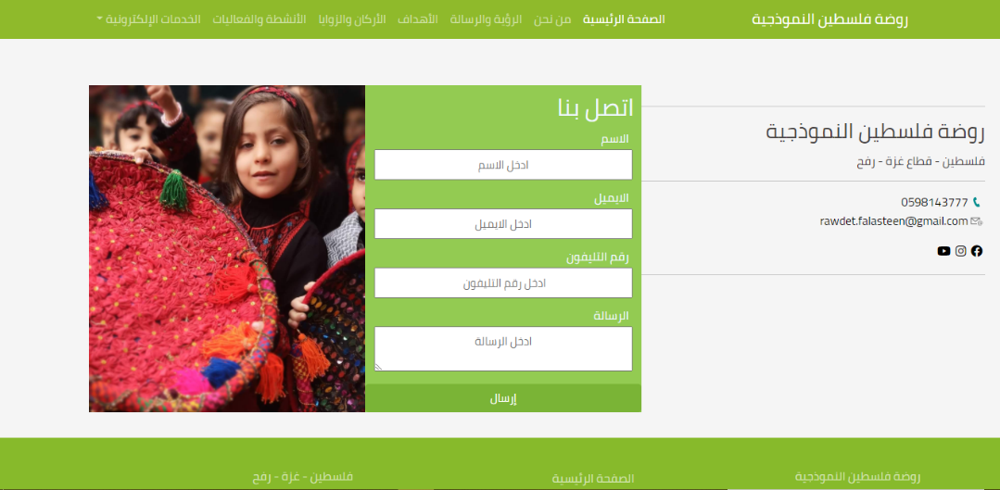 روضة فلسطين النموذجية
الصفحة الرئيسية من نحن الرؤية والرسالة الأهداف الأركان والزوايا الأنشطة والفعاليات الخدمات الإلكترونية
روضة فلسطين النموذجية
فلسطين - قطاع غزة - رفح
0598143777
rawdet.falasteen@gmail.com
اتصل بنا
الاسم
ادخل الاسم
الايميل
ادخل الايميل
رقم التليفون
ادخل رقم التليفون
الرسالة
ادخل الرسالة
إرسال
روضة فلسطين النموذجية
الصفحة الرئيسية
فلسطين - غزة - رفح